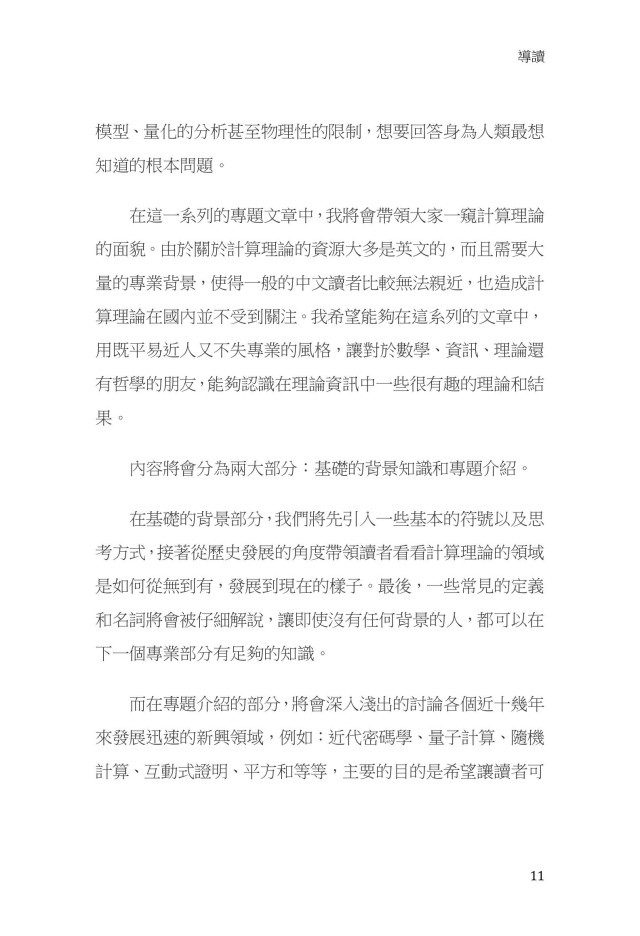 導讀
模型、量化的分析甚至物理性的限制，想要回答身為人類最想
知道的根本問題。
在這一系列的專題文章中，我將會帶領大家一窺計算理論
的面貌。由於關於計算理論的資源大多是英文的，而且需要大
量的專業背景，使得一般的中文讀者比較無法親近，也造成計
算理論在國內並不受到關注。我希望能夠在這系列的文章中，
用既平易近人又不失專業的風格，讓對於數學、資訊、理論還
有哲學的朋友，能夠認識在理論資訊中一些很有趣的理論和結
果。
內容將會分為兩大部分：基礎的背景知識和專題介紹。
在基礎的背景部分，我們將先引入一些基本的符號以及思
考方式，接著從歷史發展的角度帶領讀者看看計算理論的領域
是如何從無到有，發展到現在的樣子。最後，一些常見的定義
和名詞將會被仔細解說，讓即使沒有任何背景的人，都可以在
下一個專業部分有足夠的知識。
而在專題介紹的部分，將會深入淺出的討論各個近十幾年
來發展迅速的新興領域，例如：近代密碼學、量子計算、隨機
計算、互動式證明、平方和等等，主要的目的是希望讓讀者可
11